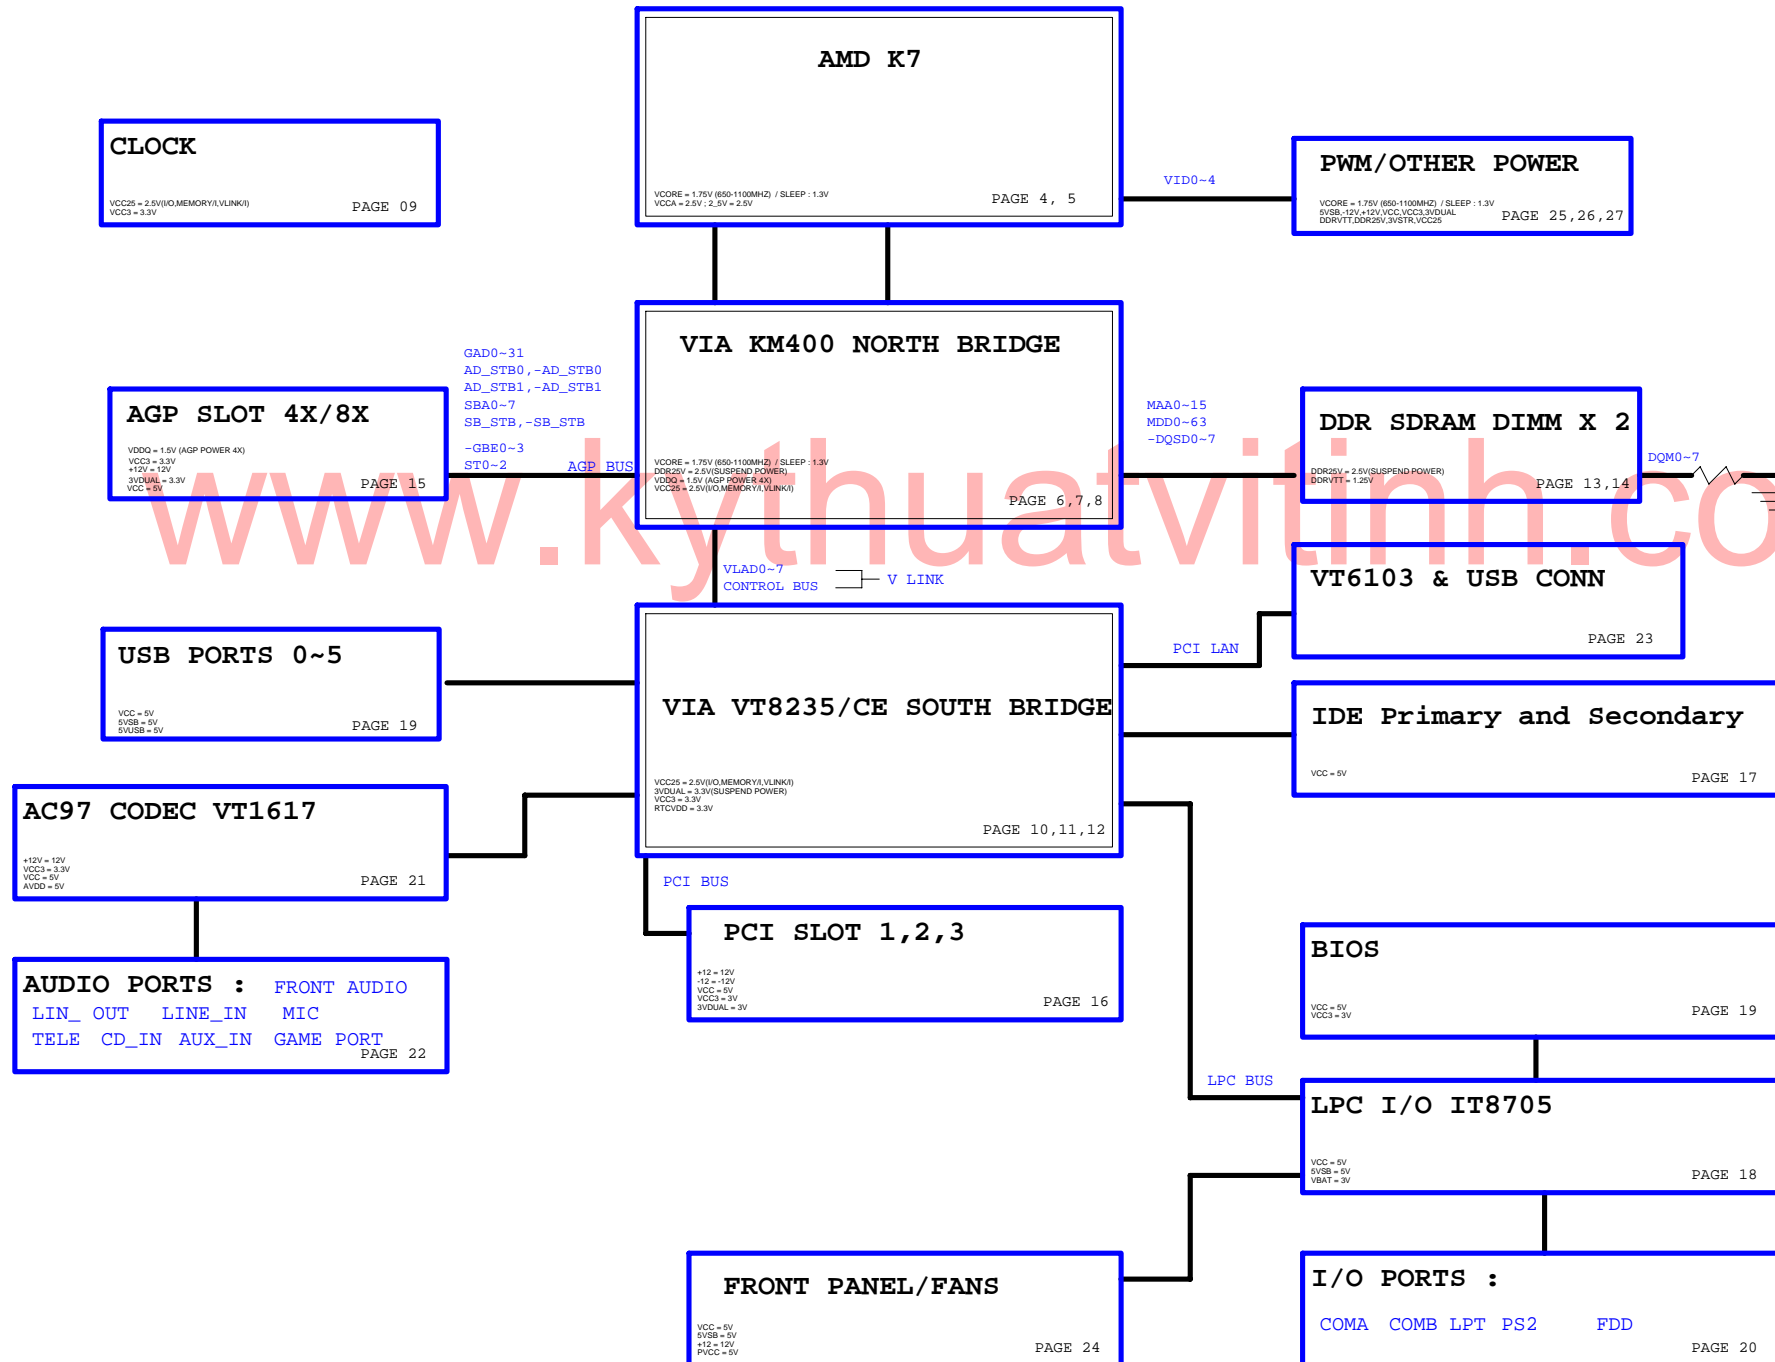 AMD K7
VCORE = 1.75V (650-1100MHZ) / SLEEP : 1.3V
VCCA = 2.5V ; 2_5V = 2.5V
PAGE 4, 5
CLOCK
VCC25 = 2.5V(I/O,MEMORY/I,VLINK/I)
VCC3 = 3.3V
PAGE 09
VID0~4
PWM/OTHER POWER
VCORE = 1.75V (650-1100MHZ) / SLEEP : 1.3V
5VSB,-12V,+12V,VCC,VCC3,3VDUAL
DDRVTT,DDR25V,3VSTR,VCC25
PAGE 25,26,27
VIA KM400 NORTH BRIDGE
VCORE = 1.75V (650-1100MHZ) / SLEEP : 1.3V
DDR25V = 2.5V(SUSPEND POWER)
VDDQ = 1.5V (AGP POWER 4X)
VCC25 = 2.5V(I/O,MEMORY/I,VLINK/I)
PAGE 6,7,8
GAD0~31
AD_STB0,-AD_STB0
AD_STB1,-AD_STB1
SBA0~7
SB_STB,-SB_STB
-GBE0~3
ST0~2
AGP BUS
AGP SLOT 4X/8X
VDDQ = 1.5V (AGP POWER 4X)
VCC3 = 3.3V
+12V = 12V
3VDUAL = 3.3V
VCC = 5V
PAGE 15
MAA0~15
MDD0~63
-DQSD0~7
DDR SDRAM DIMM X 2
DDR25V = 2.5V(SUSPEND POWER)
DDRVTT = 1.25V
PAGE 13,14
DQM0~7
www.kythuatvitinh.co
VLAD0~7
CONTROL BUS
V LINK
VT6103 & USB CONN
PAGE 23
PCI LAN
USB PORTS 0~5
VCC = 5V
5VSB = 5V
5VUSB = 5V
PAGE 19
VIA VT8235/CE SOUTH BRIDGE
VCC25 = 2.5V(I/O,MEMORY/I,VLINK/I)
3VDUAL = 3.3V(SUSPEND POWER)
VCC3 = 3.3V
RTCVDD = 3.3V
PAGE 10,11,12
IDE Primary and Secondary
VCC = 5V
PAGE 17
AC97 CODEC VT1617
+12V = 12V
VCC3 = 3.3V
VCC = 5V
AVDD = 5V
PAGE 21
PCI BUS
PCI SLOT 1,2,3
+12 = 12V
-12 = -12V
VCC = 5V
VCC3 = 3V
3VDUAL = 3V
PAGE 16
AUDIO PORTS : FRONT AUDIO
LIN_ OUT LINE_IN MIC
TELE CD_IN AUX_IN GAME PORT
PAGE 22
BIOS
VCC = 5V
VCC3 = 3V
PAGE 19
LPC BUS
LPC I/O IT8705
VCC = 5V
5VSB = 5V
VBAT = 3V
PAGE 18
FRONT PANEL/FANS
VCC = 5V
5VSB = 5V
+12 = 12V
PVCC = 5V
PAGE 24
I/O PORTS :
COMA COMB LPT PS2 FDD
PAGE 20